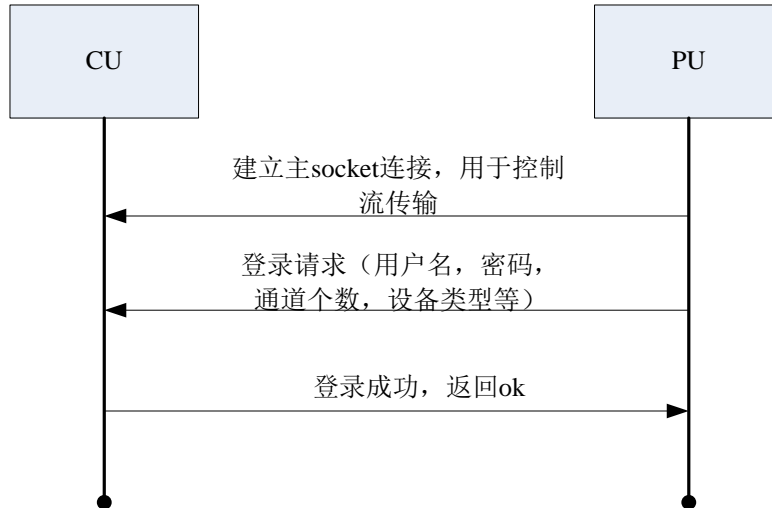 CU
PU
建立主socket连接，用于控制
流传输
登录请求（用户名，密码，
通道个数，设备类型等）
登录成功，返回ok